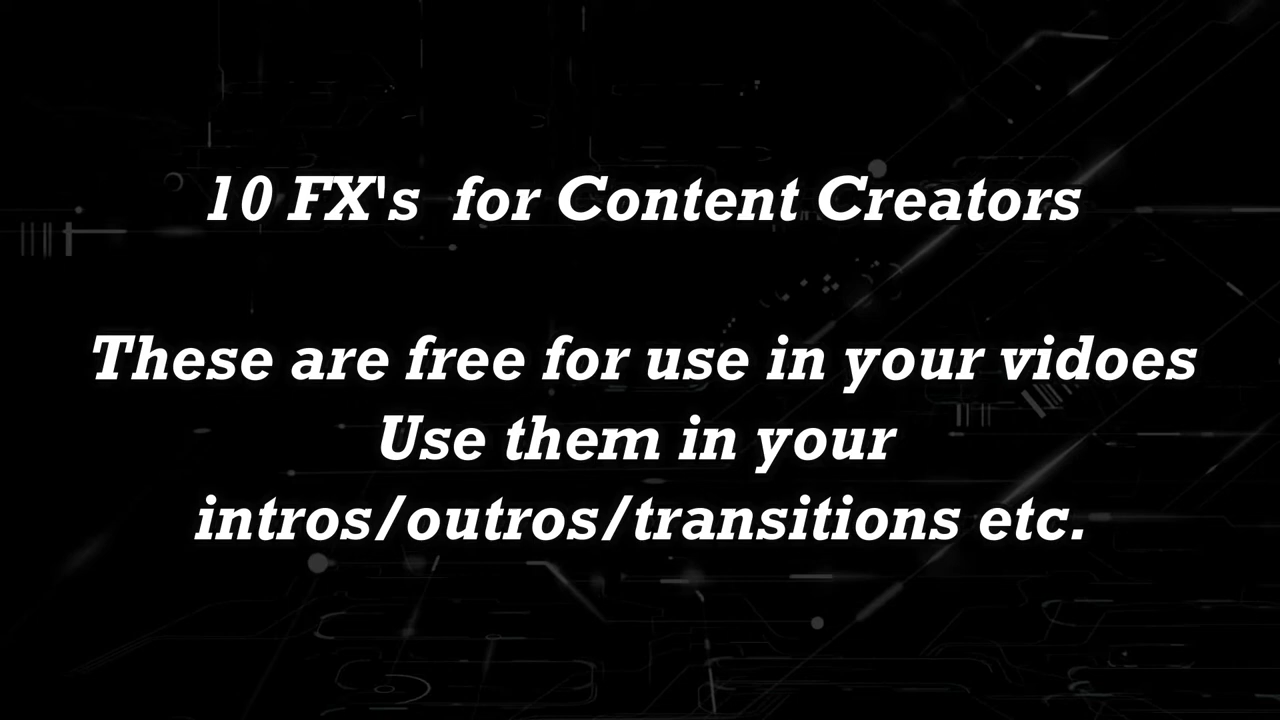 10 FX's  for Content Creators
These are free for use in your vidoes
Use them in your
intros/outros/transitions etc.